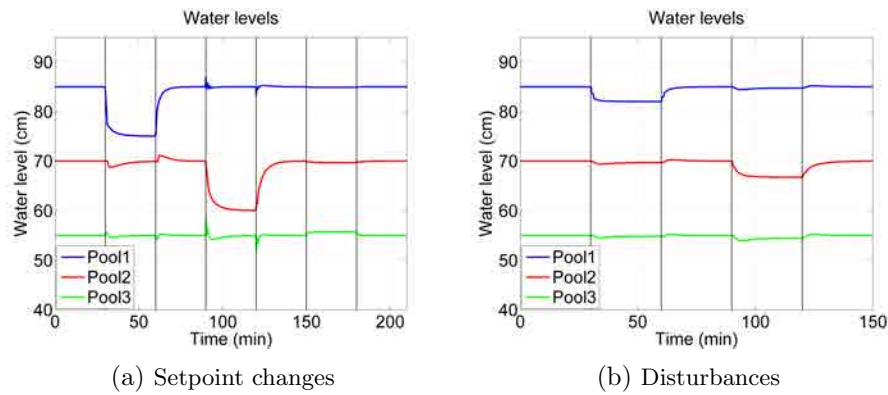 Water levels
Water level (cm)
90
80
70
60
50
40
Pool1
Pool2
Pool3
0
50
100
150
200
Time (min)
(a) Setpoint changes
Water levels
Water level (cm)
90
80
70
60
50
40
Pool1
Pool2
Pool3
0
50
100
150
Time (min)
(b) Disturbances